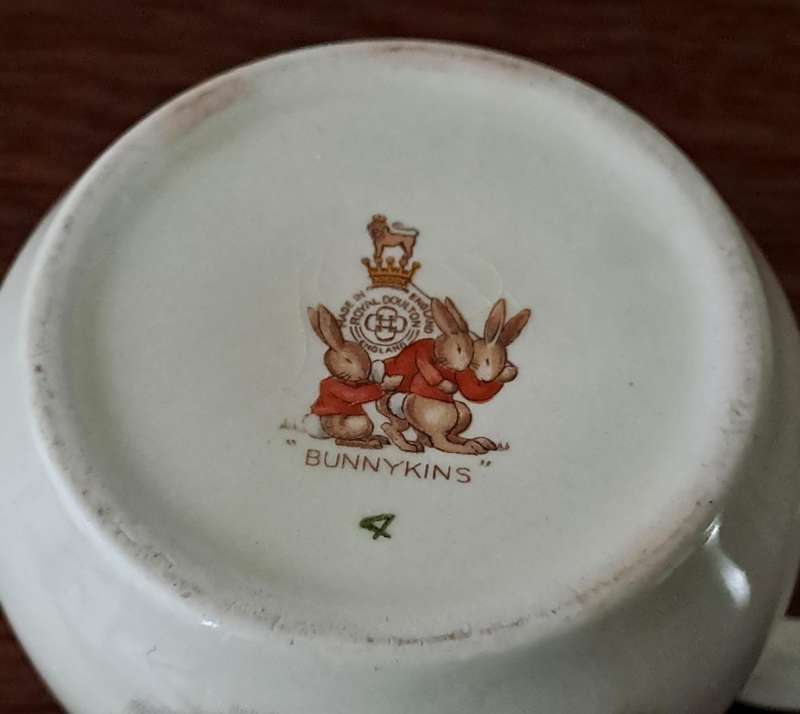 MADE IN ENGLAND
ROYAL DOULTON
ENGLAND
" BUNNYKINS "
4